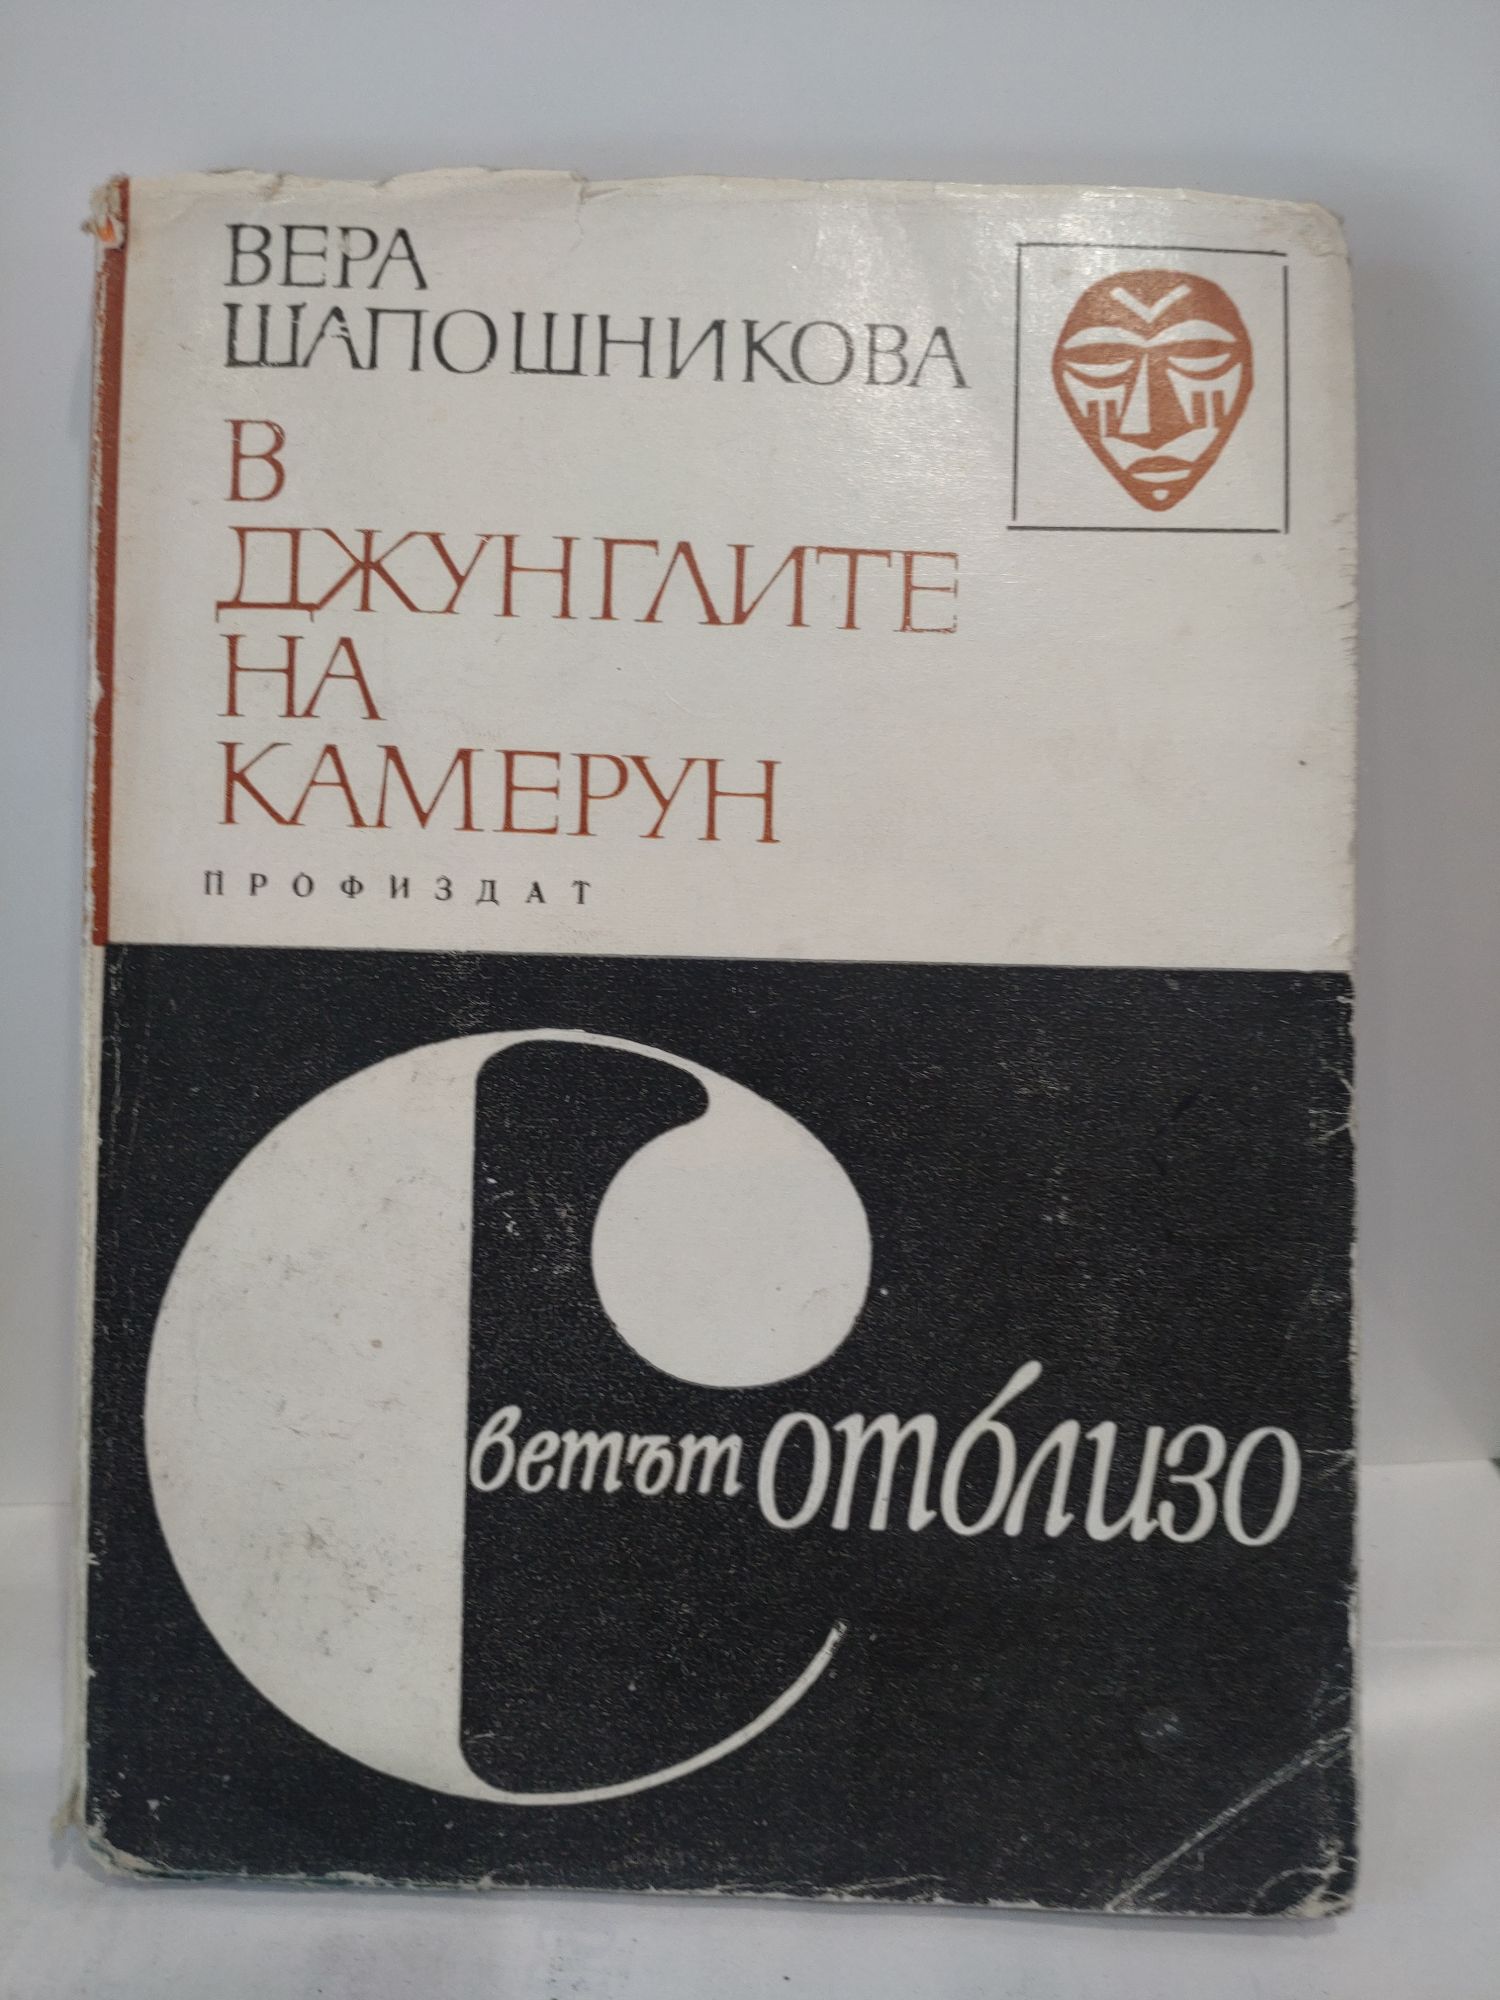 ВЕРА
ШАПОШНИКОВА
В
ДЖУНГЛИТЕ
НА
КАМЕРУН
ПРОФИЗДАТ
Светът отблизо